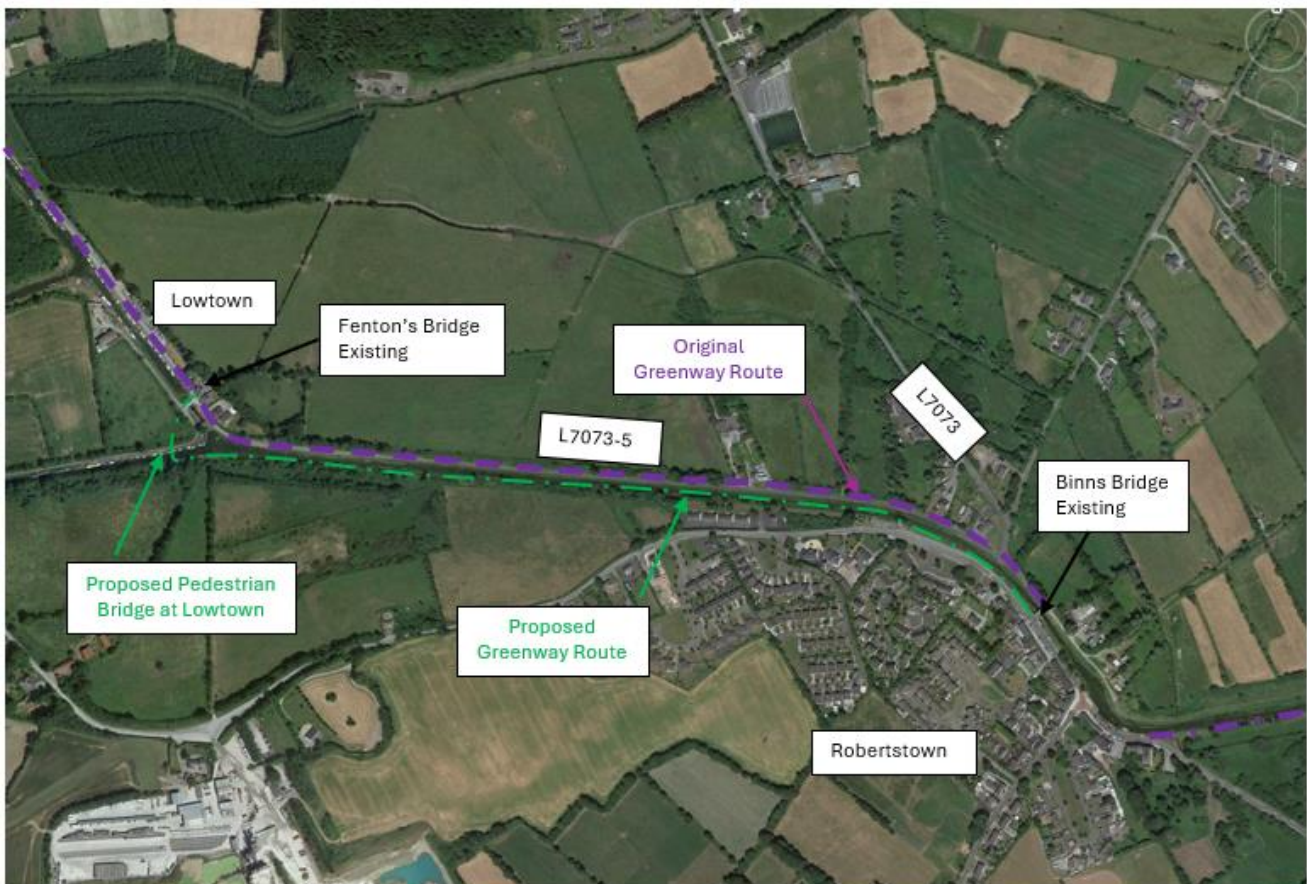 Lowtown
Fenton's Bridge
Existing
Original
Greenway Route
L7073
L7073-5
Binns Bridge
Existing
Proposed Pedestrian
Bridge at Lowtown
Proposed
Greenway Route
Robertstown